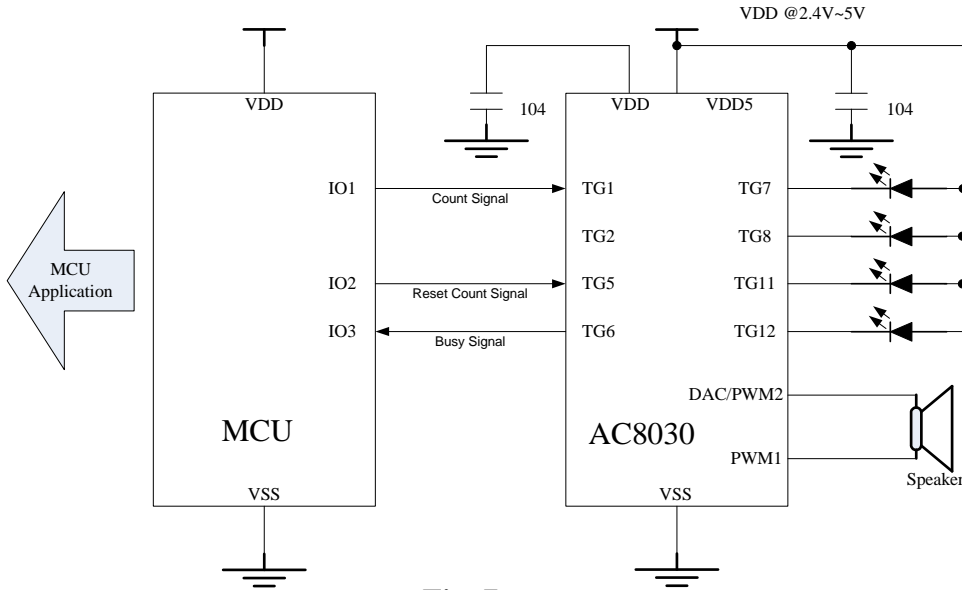 VDD @2.4V~5V
104
104
VDD
VDD
VDD5
IO1
Count Signal
TG1
TG7
TG2
TG8
MCU
Application
IO2
Reset Count Signal
TG5
TG11
IO3
Busy Signal
TG6
TG12
DAC/PWM2
MCU
AC8030
PWM1
Speaker
VSS
VSS